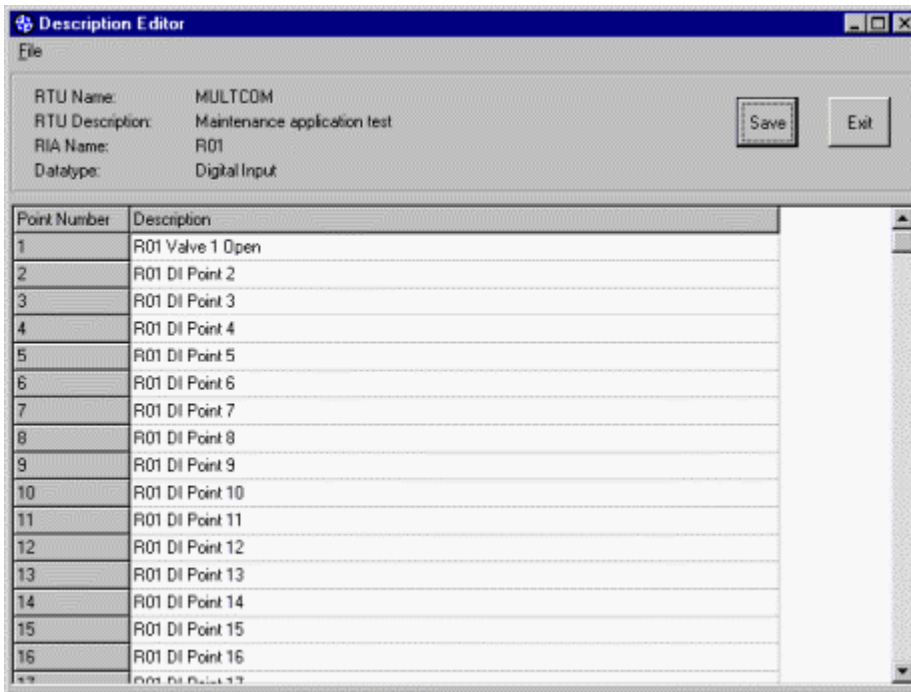 Description Editor
File
RTU Name: MULTCOM
RTU Description: Maintenance application test
RIA Name: R01
Datatype: Digital Input
Save Exit
Point Number Description
1 R01 Valve 1 Open
2 R01 DI Point 2
3 R01 DI Point 3
4 R01 DI Point 4
5 R01 DI Point 5
6 R01 DI Point 6
7 R01 DI Point 7
8 R01 DI Point 8
9 R01 DI Point 9
10 R01 DI Point 10
11 R01 DI Point 11
12 R01 DI Point 12
13 R01 DI Point 13
14 R01 DI Point 14
15 R01 DI Point 15
16 R01 DI Point 16
17 R01 DI Point 17